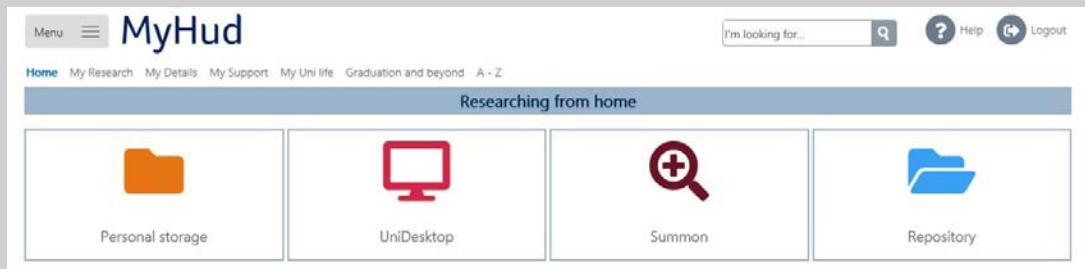 Menu MyHud I'm looking for... Help Logout
Home My Research My Details My Support My Uni life Graduation and beyond A - Z
Researching from home
Personal storage UniDesktop Summon Repository